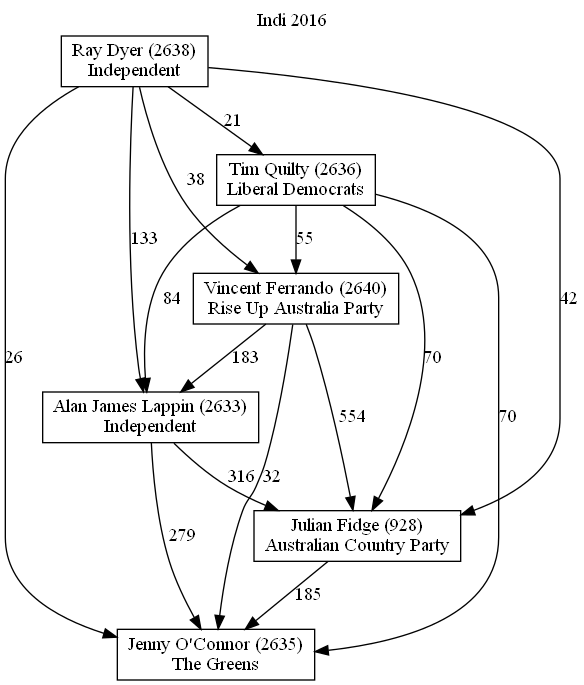 Indi 2016
Ray Dyer (2638)
Independent
21
Tim Quilty (2636)
Liberal Democrats
38
133
55
84
42
26
Vincent Ferrando (2640)
Rise Up Australia Party
183
70
554
70
Alan James Lappin (2633)
Independent
316
32
279
Julian Fidge (928)
Australian Country Party
185
Jenny O'Connor (2635)
The Greens